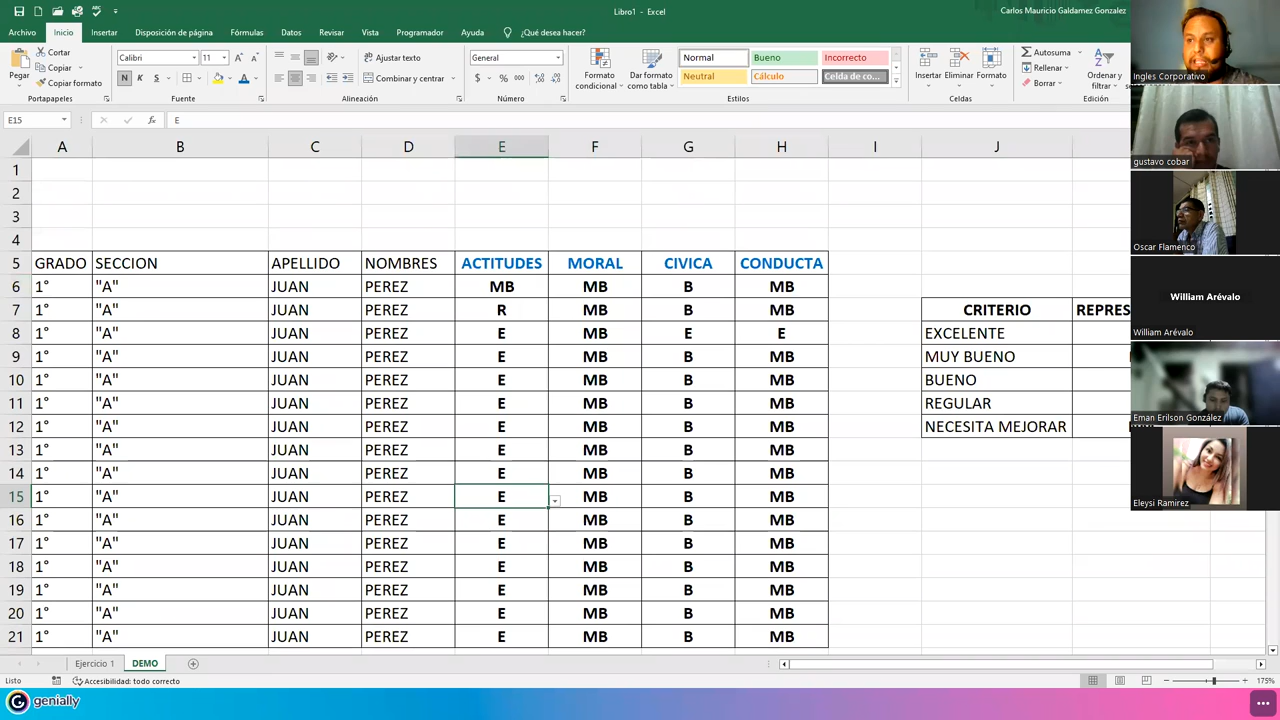 Libro1 - Excel
Carlos Mauricio Galdamez Gonzalez
Archivo Inicio Insertar Disposición de página Fórmulas Datos Revisar Vista Programador Ayuda ¿Qué desea hacer?
Pegar Cortar Copiar Copiar formato Portapapeles
Calibri 11 N K S Fuente
Ajustar texto Combinar y centrar Alineación
General $ % 000 Número
Formato condicional Dar formato como tabla Normal Bueno Incorrecto Neutral Cálculo Celda de co... Estilos
Insertar Eliminar Formato Celdas
Autosuma Rellenar Borrar Ordenar y filtrar Edición
E15 fx E
A B C D E F G H I J
1
2
3
4
5 GRADO SECCION APELLIDO NOMBRES ACTITUDES MORAL CIVICA CONDUCTA
6 1° "A" JUAN PEREZ MB MB B MB
7 1° "A" JUAN PEREZ R MB B MB CRITERIO REPRES
8 1° "A" JUAN PEREZ E MB E E EXCELENTE
9 1° "A" JUAN PEREZ E MB B MB MUY BUENO
10 1° "A" JUAN PEREZ E MB B MB BUENO
11 1° "A" JUAN PEREZ E MB B MB REGULAR
12 1° "A" JUAN PEREZ E MB B MB NECESITA MEJORAR
13 1° "A" JUAN PEREZ E MB B MB
14 1° "A" JUAN PEREZ E MB B MB
15 1° "A" JUAN PEREZ E MB B MB
16 1° "A" JUAN PEREZ E MB B MB
17 1° "A" JUAN PEREZ E MB B MB
18 1° "A" JUAN PEREZ E MB B MB
19 1° "A" JUAN PEREZ E MB B MB
20 1° "A" JUAN PEREZ E MB B MB
21 1° "A" JUAN PEREZ E MB B MB
Ejercicio 1 DEMO
Listo Accesibilidad: todo correcto 175%
genially
Ingles Corporativo
gustavo cobar
Oscar Flamenco
William Arévalo
William Arévalo
Eman Erilson González
Eleysi Ramirez